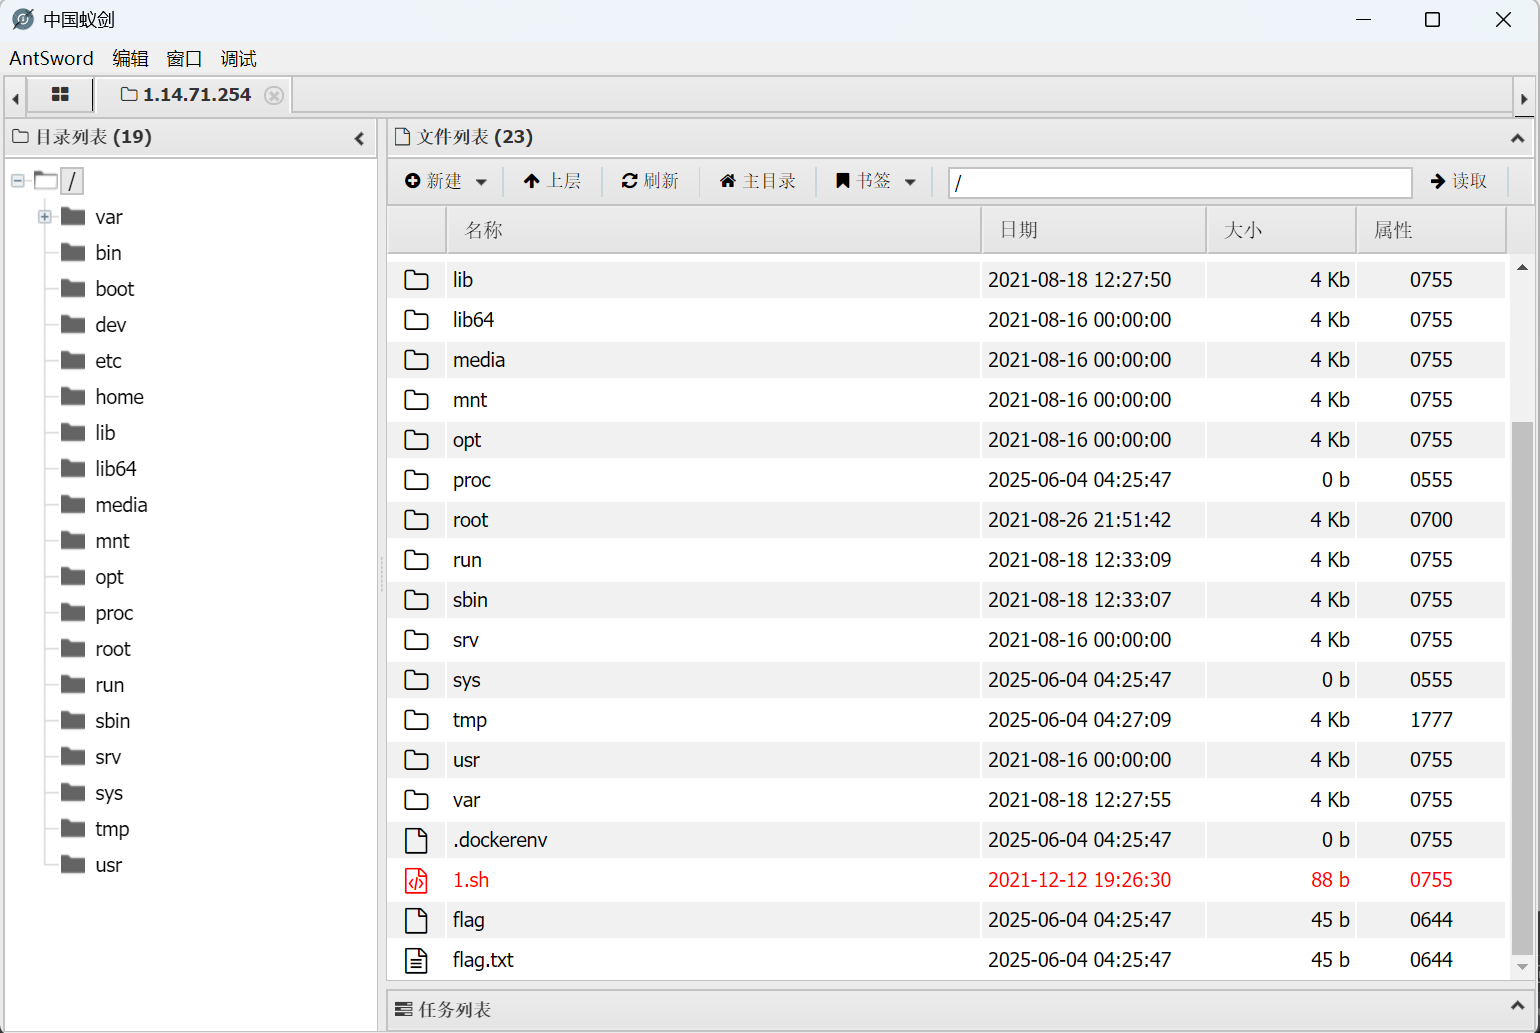 中国蚁剑
AntSword 编辑 窗口 调试
1.14.71.254
目录列表 (19)
/
var
bin
boot
dev
etc
home
lib
lib64
media
mnt
opt
proc
root
run
sbin
srv
sys
tmp
usr
文件列表 (23)
新建 上层 刷新 主目录 书签 / 读取
名称 日期 大小 属性
lib 2021-08-18 12:27:50 4 Kb 0755
lib64 2021-08-16 00:00:00 4 Kb 0755
media 2021-08-16 00:00:00 4 Kb 0755
mnt 2021-08-16 00:00:00 4 Kb 0755
opt 2021-08-16 00:00:00 4 Kb 0755
proc 2025-06-04 04:25:47 0 b 0555
root 2021-08-26 21:51:42 4 Kb 0700
run 2021-08-18 12:33:09 4 Kb 0755
sbin 2021-08-18 12:33:07 4 Kb 0755
srv 2021-08-16 00:00:00 4 Kb 0755
sys 2025-06-04 04:25:47 0 b 0555
tmp 2025-06-04 04:27:09 4 Kb 1777
usr 2021-08-16 00:00:00 4 Kb 0755
var 2021-08-18 12:27:55 4 Kb 0755
.dockerenv 2025-06-04 04:25:47 0 b 0755
1.sh 2021-12-12 19:26:30 88 b 0755
flag 2025-06-04 04:25:47 45 b 0644
flag.txt 2025-06-04 04:25:47 45 b 0644
任务列表